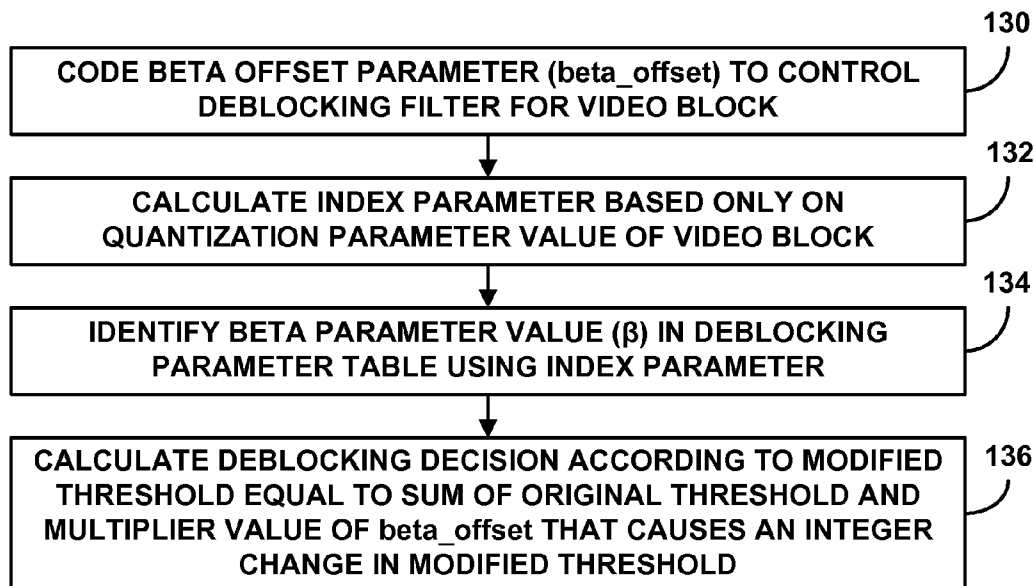 130
CODE BETA OFFSET PARAMETER (beta_offset) TO CONTROL
DEBLOCKING FILTER FOR VIDEO BLOCK
132
CALCULATE INDEX PARAMETER BASED ONLY ON
QUANTIZATION PARAMETER VALUE OF VIDEO BLOCK
134
IDENTIFY BETA PARAMETER VALUE (β) IN DEBLOCKING
PARAMETER TABLE USING INDEX PARAMETER
136
CALCULATE DEBLOCKING DECISION ACCORDING TO MODIFIED
THRESHOLD EQUAL TO SUM OF ORIGINAL THRESHOLD AND
MULTIPLIER VALUE OF beta_offset THAT CAUSES AN INTEGER
CHANGE IN MODIFIED THRESHOLD